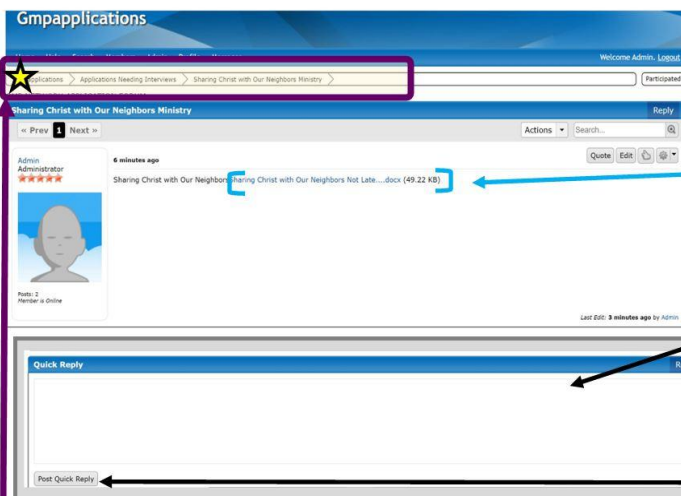 Gmpapplications
Welcome Admin. Logout
Applications Needing Interviews
Sharing Christ with Our Neighbors Ministry
Participated
Sharing Christ with Our Neighbors Ministry
Reply
« Prev 1 Next »
Actions
Search...
Admin
Administrator
6 minutes ago
Quote
Edit
Sharing Christ with Our Neighbors Sharing Christ with Our Neighbors Not Late....docx (49.22 KB)
Posts: 2
Member is Online
Last Edit: 3 minutes ago by Admin
Quick Reply
Post Quick Reply